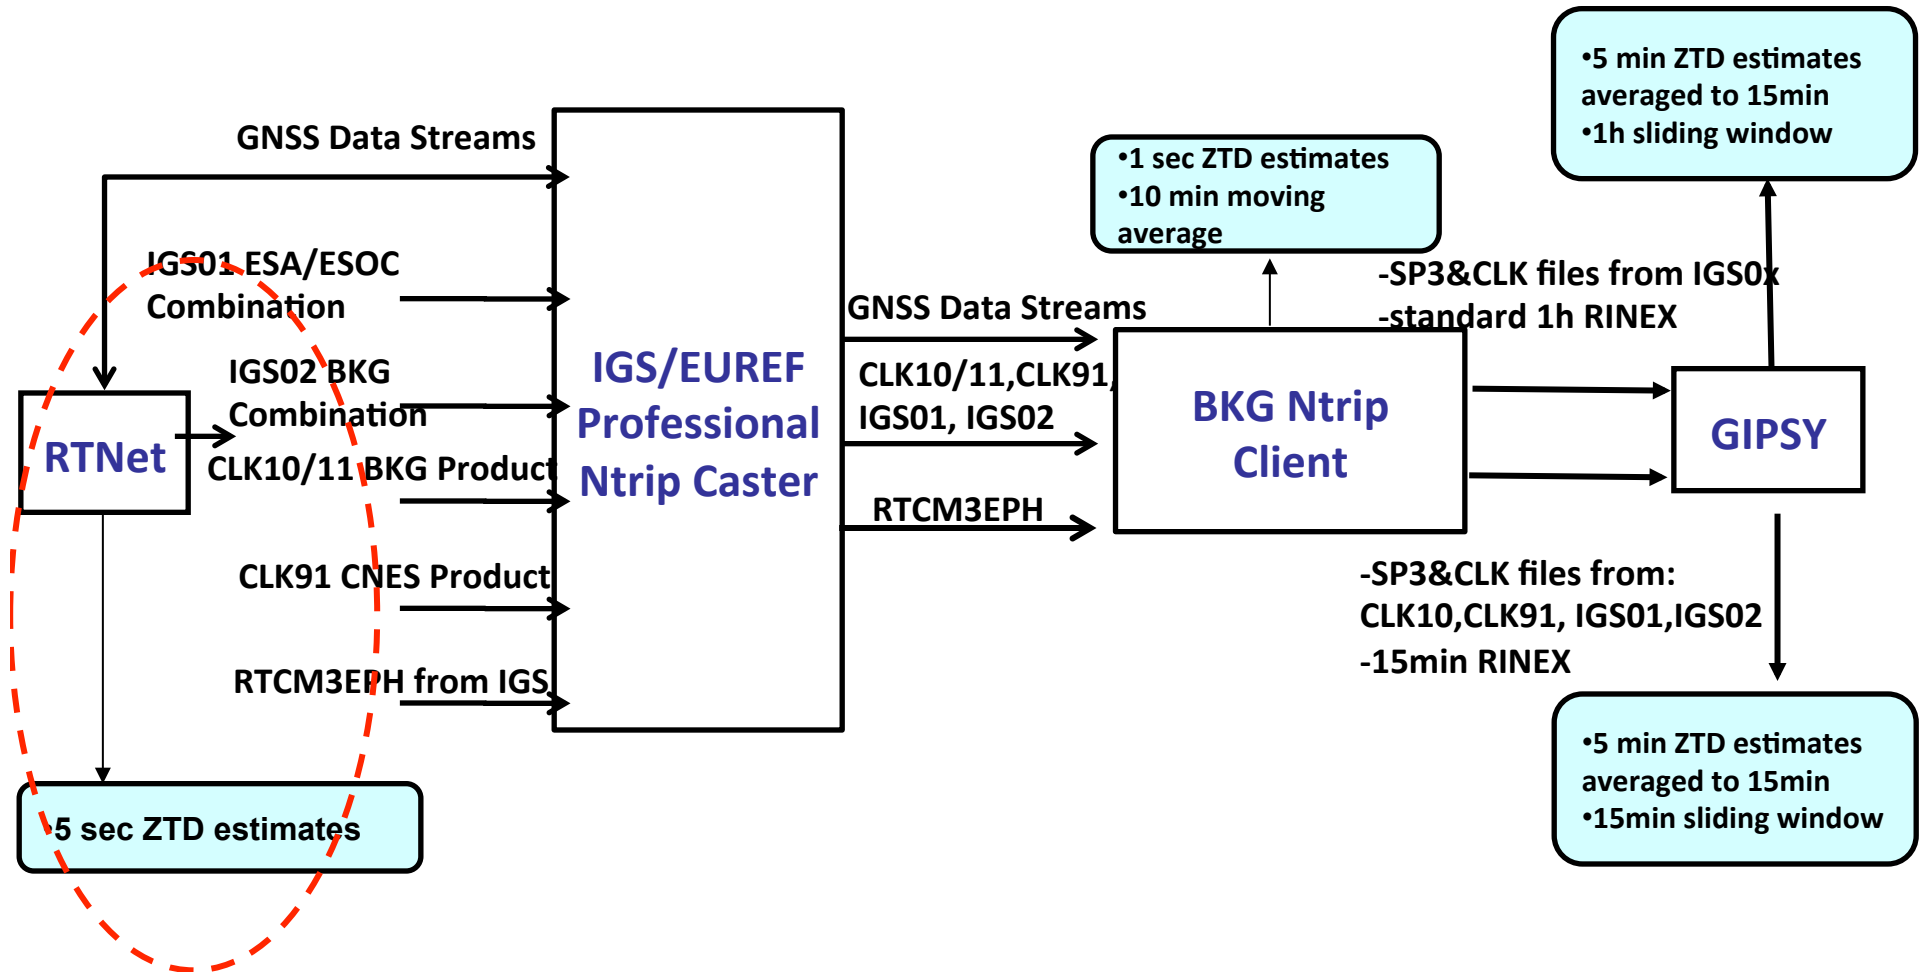 GNSS Data Streams
IGS01 ESA/ESOC
Combination
IGS02 BKG
Combination
RTNet
CLK10/11 BKG Product
CLK91 CNES Product
RTCM3EPH from IGS
•5 sec ZTD estimates
IGS/EUREF
Professional
Ntrip Caster
GNSS Data Streams
CLK10/11,CLK91,
IGS01, IGS02
RTCM3EPH
•1 sec ZTD estimates
•10 min moving
average
BKG Ntrip
Client
-SP3&CLK files from IGS0x
-standard 1h RINEX
•5 min ZTD estimates
averaged to 15min
•1h sliding window
GIPSY
-SP3&CLK files from:
CLK10,CLK91, IGS01,IGS02
-15min RINEX
•5 min ZTD estimates
averaged to 15min
•15min sliding window